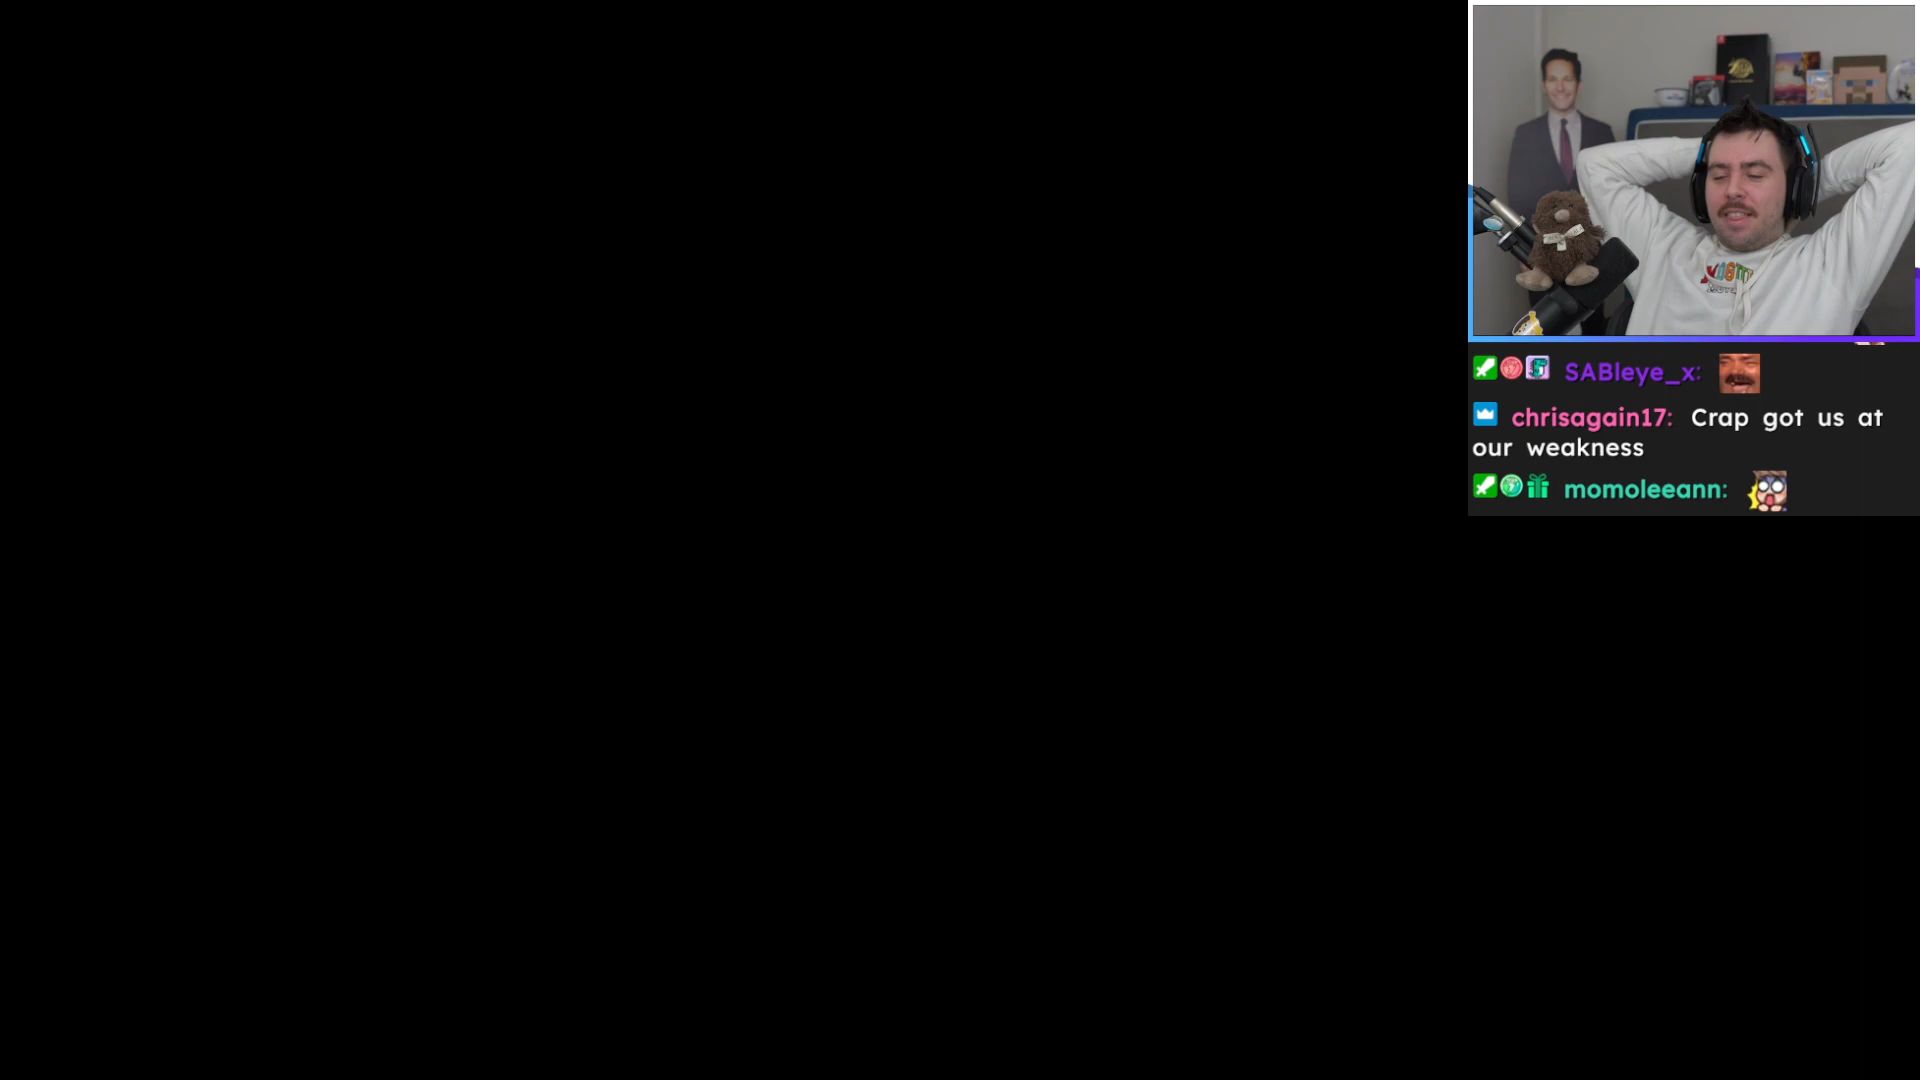 SABleye_x:
chrisagain17: Crap got us at
our weakness
momoleeann: